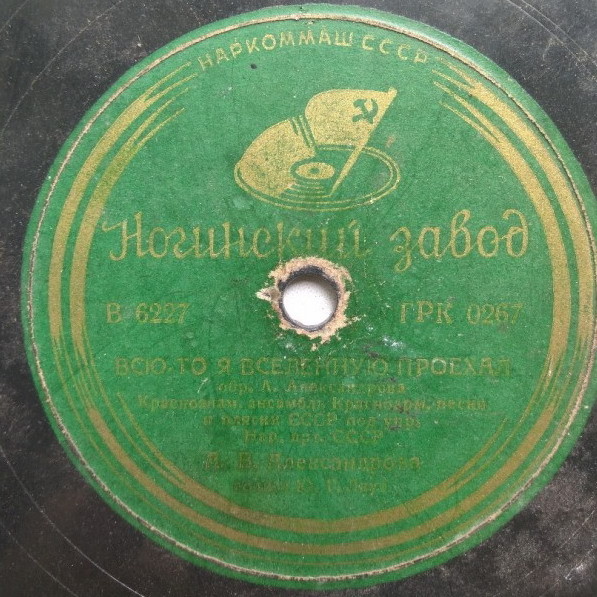 НАРКОММАШ СССР
Ногинский завод
В 6227 ГРК 0267
ВСЮ-ТО Я ВСЕЛЕННУЮ ПРОЕХАЛ
обр. А. Александрова
Краснознам. ансамбль Красноарм. песни
и пляски СССР под упр.
Нар. арт. СССР
А. В. Александрова